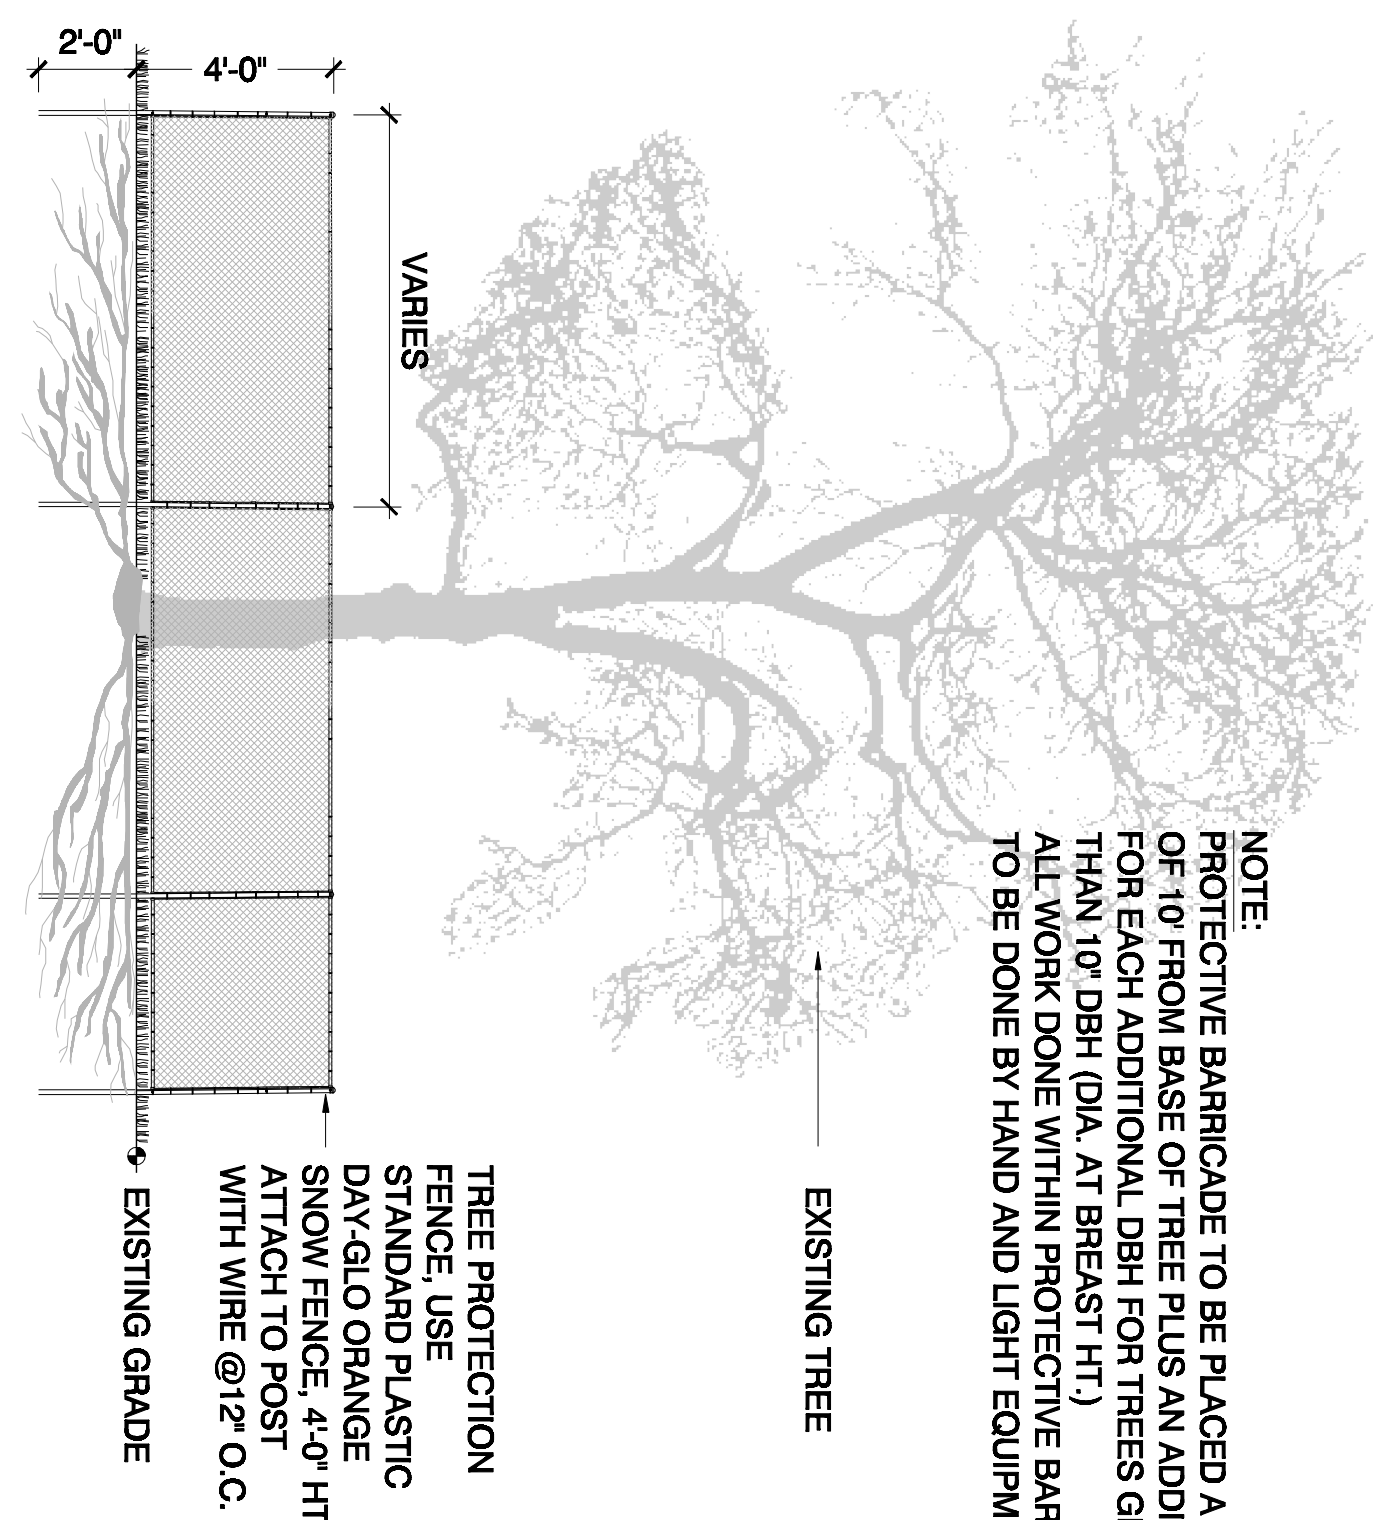 NOTE:
PROTECTIVE BARRICADE TO BE PLACED A
OF 10' FROM BASE OF TREE PLUS AN ADDI
FOR EACH ADDITIONAL DBH FOR TREES G
THAN 10" DBH (DIA. AT BREAST HT.)
ALL WORK DONE WITHIN PROTECTIVE BAR
TO BE DONE BY HAND AND LIGHT EQUIPM
EXISTING TREE
VARIES
TREE PROTECTION
FENCE, USE
STANDARD PLASTIC
DAY-GLO ORANGE
SNOW FENCE, 4'-0" HT
ATTACH TO POST
WITH WIRE @12" O.C.
4'-0"
2'-0"
EXISTING GRADE